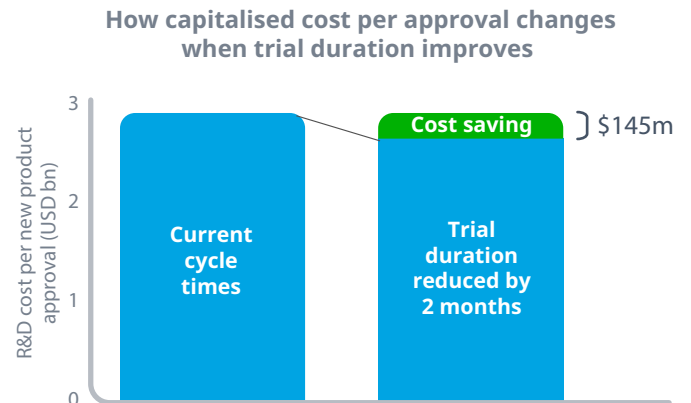 How capitalised cost per approval changes
when trial duration improves
R&D cost per new product
approval (USD bn)
3
2
1
0
Current
cycle
times
Cost saving
$145m
Trial
duration
reduced by
2 months